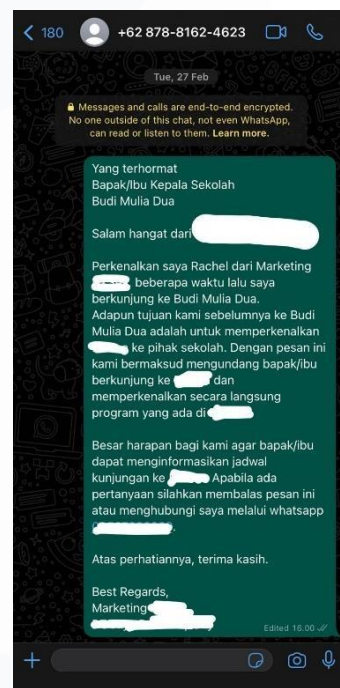 180
+62 878-8162-4623
Tue, 27 Feb
Messages and calls are end-to-end encrypted.
No one outside of this chat, not even WhatsApp,
can read or listen to them. Learn more.
Yang terhormat
Bapak/Ibu Kepala Sekolah
Budi Mulia Dua
Salam hangat dari
Perkenalkan saya Rachel dari Marketing
beberapa waktu lalu saya
berkunjung ke Budi Mulia Dua.
Adapun tujuan kami sebelumnya ke Budi
Mulia Dua adalah untuk memperkenalkan
ke pihak sekolah. Dengan pesan ini
kami bermaksud mengundang bapak/ibu
berkunjung ke dan
memperkenalkan secara langsung
program yang ada di
Besar harapan bagi kami agar bapak/ibu
dapat menginformasikan jadwal
kunjungan ke Apabila ada
pertanyaan silahkan membalas pesan ini
atau menghubungi saya melalui whatsapp
Atas perhatiannya, terima kasih.
Best Regards,
Marketing
Edited 18.00